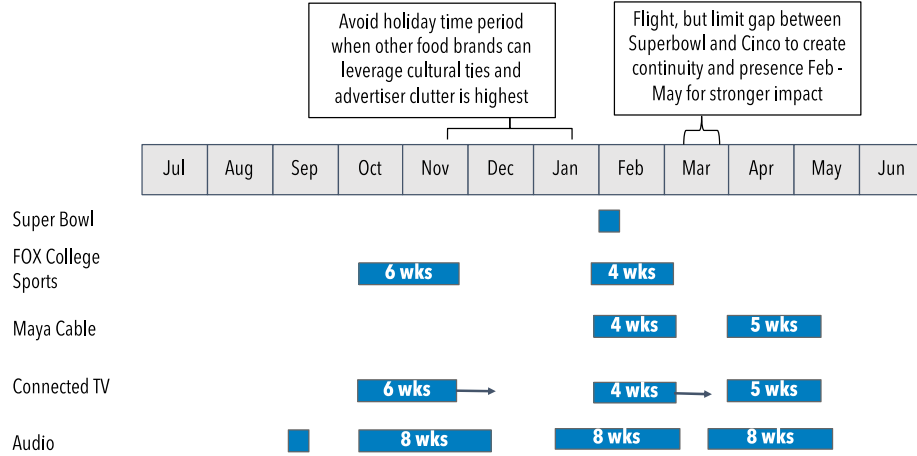 Avoid holiday time period
when other food brands can
leverage cultural ties and
advertiser clutter is highest
Flight, but limit gap between
Superbowl and Cinco to create
continuity and presence Feb -
May for stronger impact
Jul Aug Sep Oct Nov Dec Jan Feb Mar Apr May Jun
Super Bowl
FOX College
Sports
6 wks 4 wks
Maya Cable
4 wks 5 wks
Connected TV
6 wks 4 wks 5 wks
Audio
8 wks 8 wks 8 wks